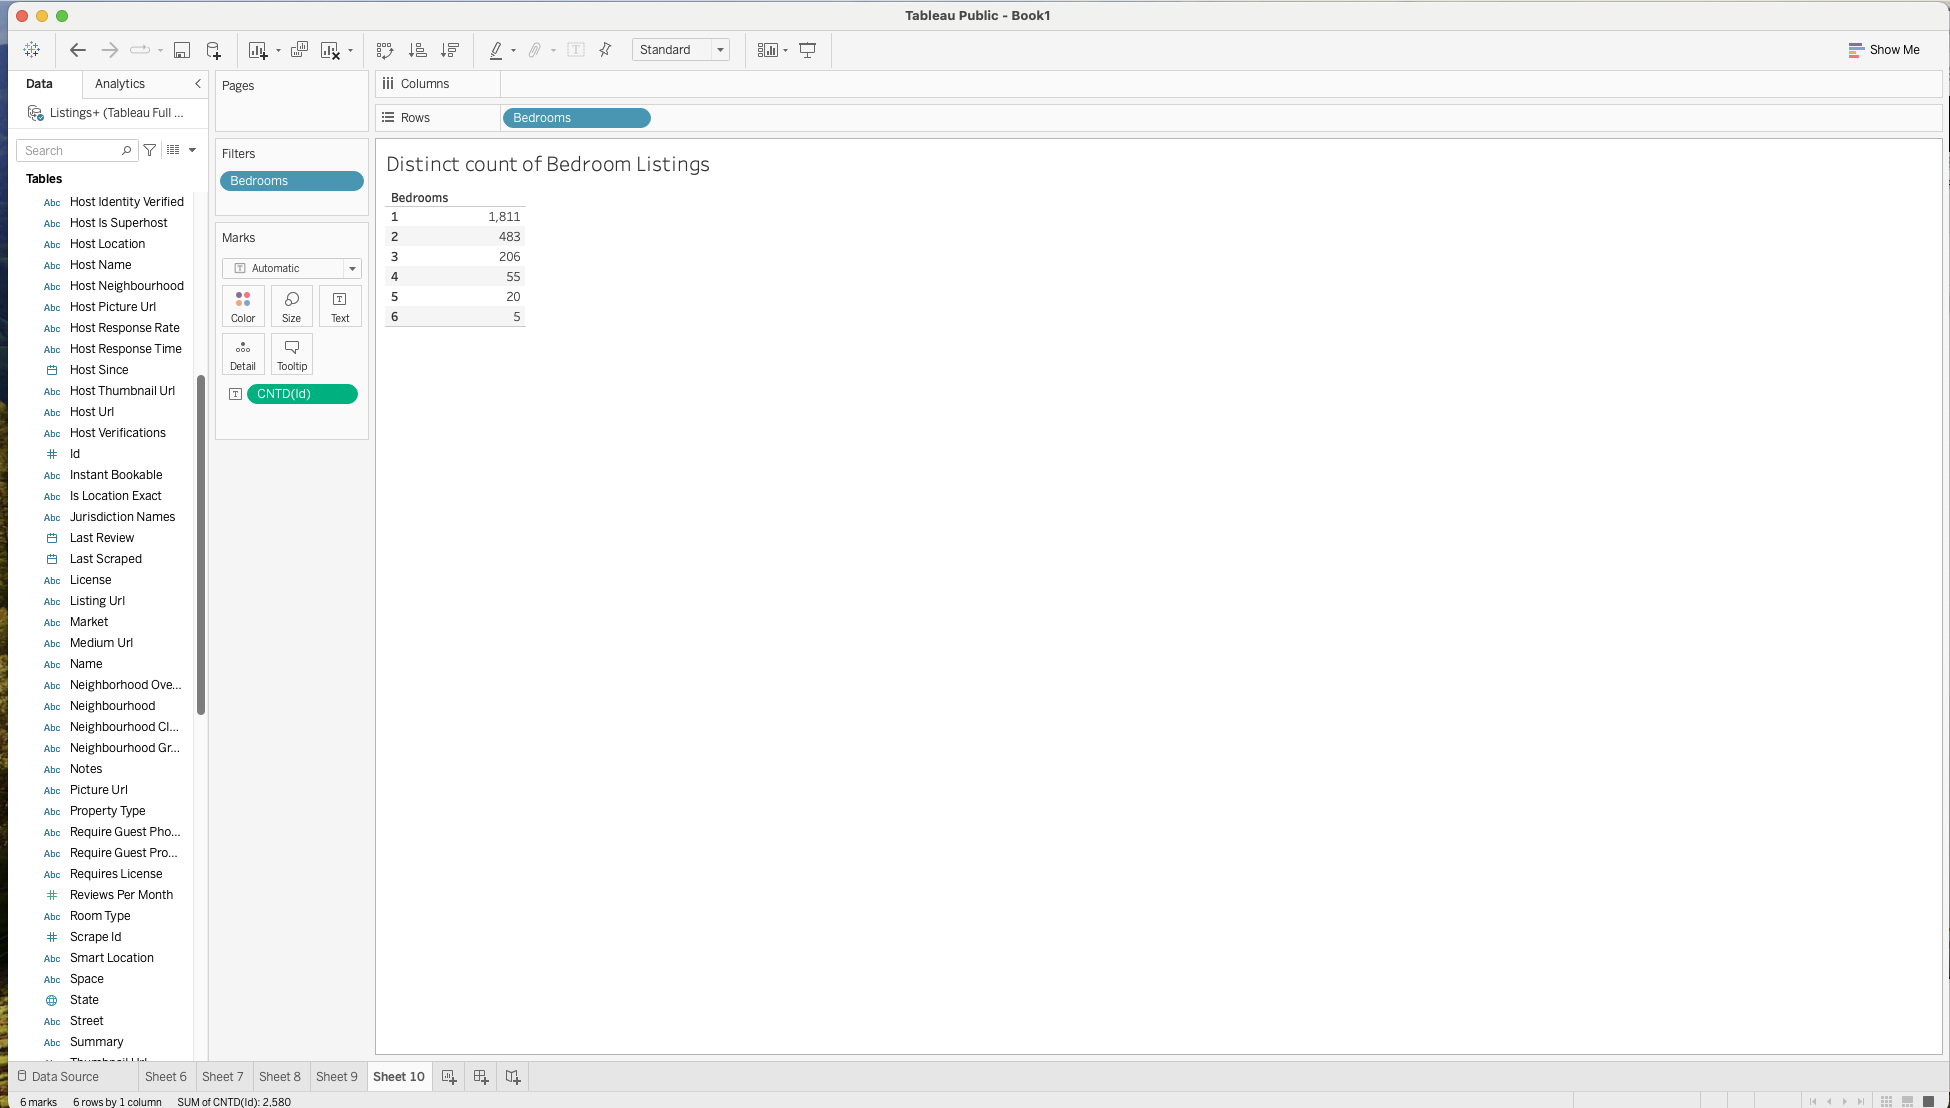 Tableau Public - Book1
Standard
Show Me
Data
Analytics
Listings+ (Tableau Full ...
Search
Tables
Abc Host Identity Verified
Abc Host Is Superhost
Abc Host Location
Abc Host Name
Abc Host Neighbourhood
Abc Host Picture Url
Abc Host Response Rate
Abc Host Response Time
Host Since
Abc Host Thumbnail Url
Abc Host Url
Abc Host Verifications
# Id
Abc Instant Bookable
Abc Is Location Exact
Abc Jurisdiction Names
Last Review
Last Scraped
Abc License
Abc Listing Url
Abc Market
Abc Medium Url
Abc Name
Abc Neighborhood Ove...
Abc Neighbourhood
Abc Neighbourhood Cl...
Abc Neighbourhood Gr...
Abc Notes
Abc Picture Url
Abc Property Type
Abc Require Guest Pho...
Abc Require Guest Pro...
Abc Requires License
# Reviews Per Month
Abc Room Type
# Scrape Id
Abc Smart Location
Abc Space
State
Abc Street
Abc Summary
Pages
Filters
Bedrooms
Marks
T Automatic
Color
Size
T
Text
Detail
Tooltip
T CNTD(Id)
Columns
Rows
Bedrooms
Distinct count of Bedroom Listings
Bedrooms
1 1,811
2 483
3 206
4 55
5 20
6 5
Data Source
Sheet 6
Sheet 7
Sheet 8
Sheet 9
Sheet 10
6 marks
6 rows by 1 column
SUM of CNTD(Id): 2,580